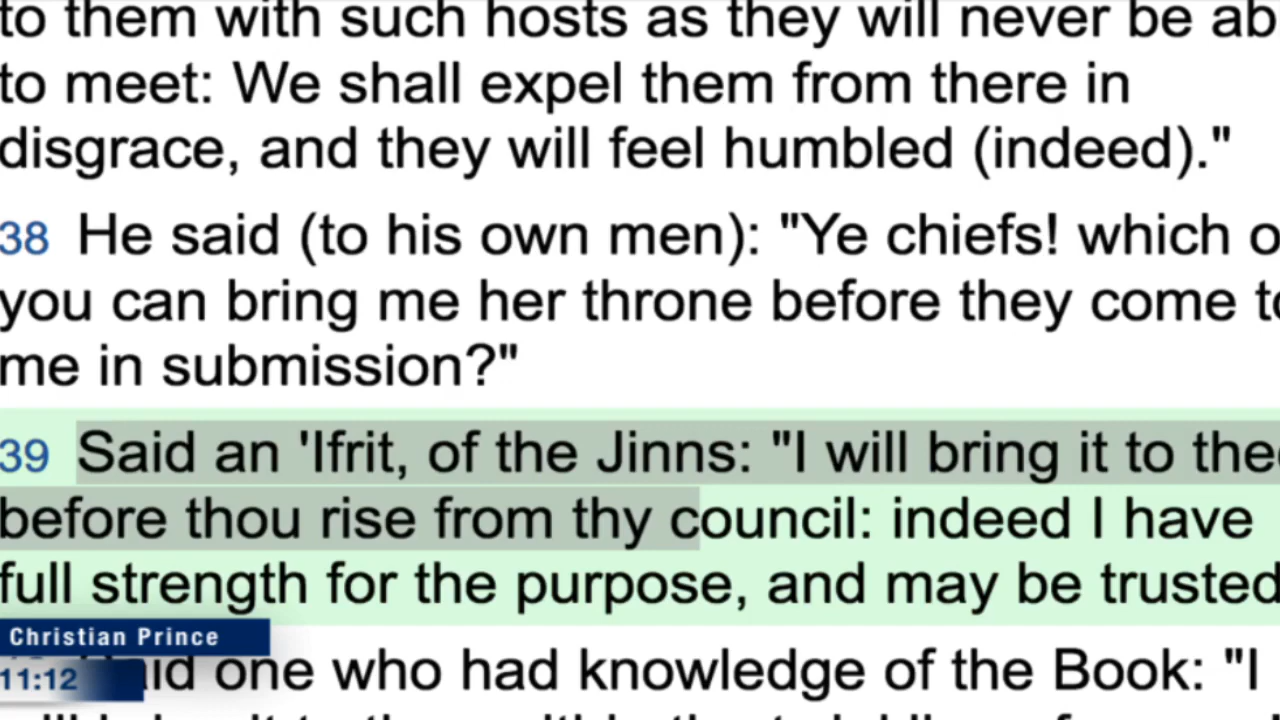 to them with such hosts as they will never be ab
to meet: We shall expel them from there in
disgrace, and they will feel humbled (indeed)."
38 He said (to his own men): "Ye chiefs! which o
you can bring me her throne before they come to
me in submission?"
39 Said an 'Ifrit, of the Jinns: "I will bring it to thee
before thou rise from thy council: indeed I have
full strength for the purpose, and may be trusted
Christian Prince
11:12
one who had knowledge of the Book: "I